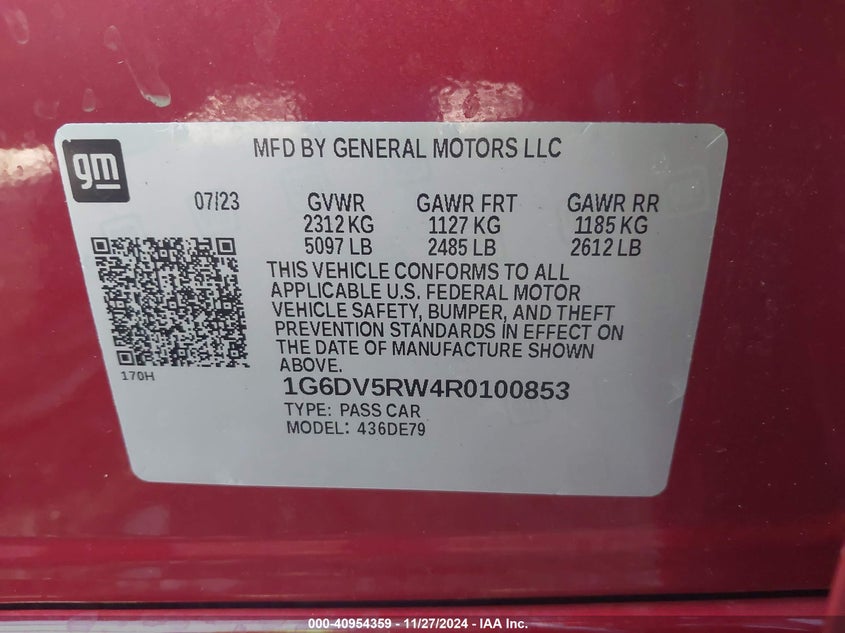 gm
MFD BY GENERAL MOTORS LLC
07/23 GVWR GAWR FRT GAWR RR
2312 KG 1127 KG 1185 KG
5097 LB 2485 LB 2612 LB
THIS VEHICLE CONFORMS TO ALL
APPLICABLE U.S. FEDERAL MOTOR
VEHICLE SAFETY, BUMPER, AND THEFT
PREVENTION STANDARDS IN EFFECT ON
THE DATE OF MANUFACTURE SHOWN
ABOVE.
170H
1G6DV5RW4R0100853
TYPE: PASS CAR
MODEL: 436DE79
000-40954359 - 11/27/2024 - IAA Inc.